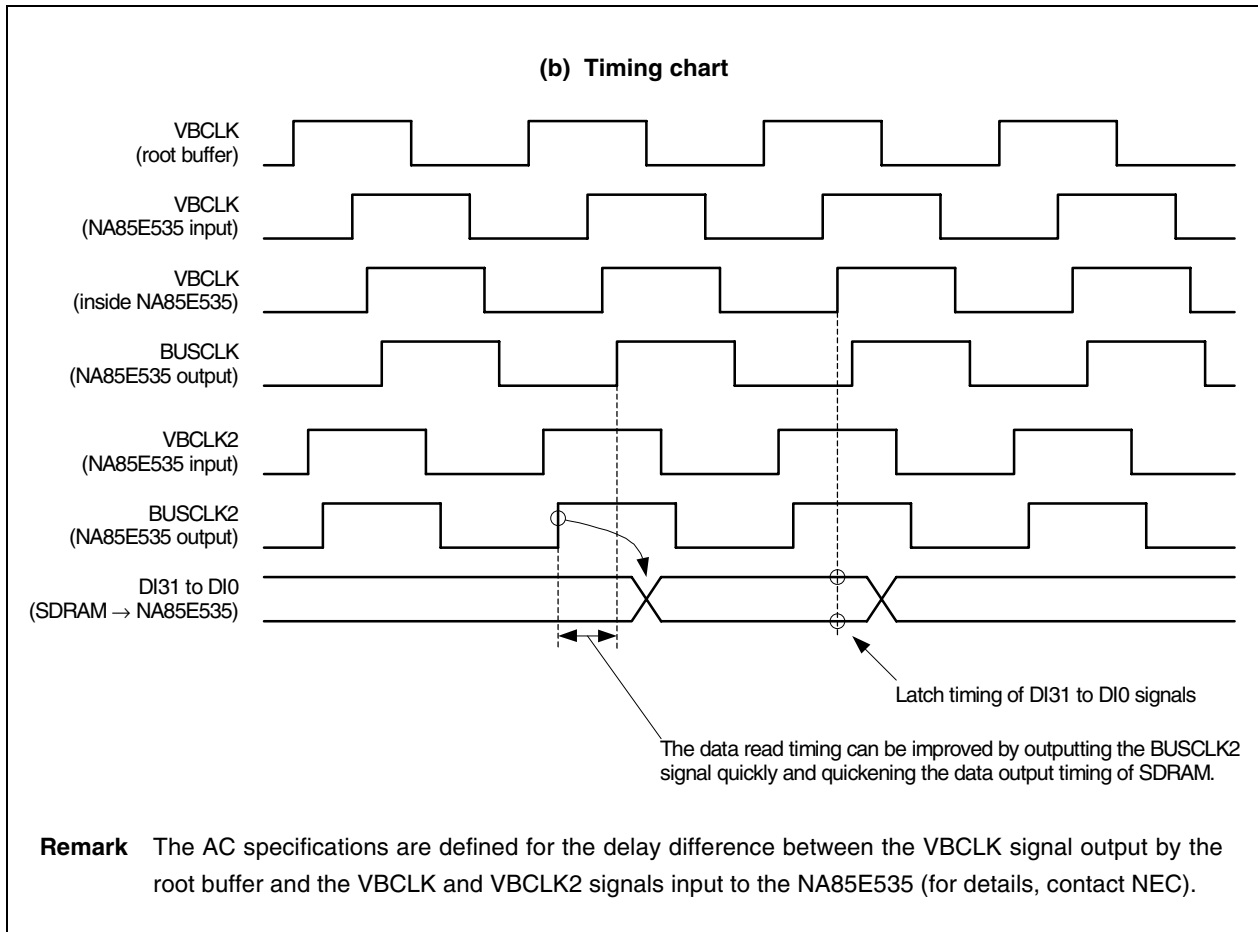 (b) Timing chart
VBCLK
(root buffer)
VBCLK
(NA85E535 input)
VBCLK
(inside NA85E535)
BUSCLK
(NA85E535 output)
VBCLK2
(NA85E535 input)
BUSCLK2
(NA85E535 output)
DI31 to DI0
(SDRAM → NA85E535)
Latch timing of DI31 to DI0 signals
The data read timing can be improved by outputting the BUSCLK2
signal quickly and quickening the data output timing of SDRAM.
Remark The AC specifications are defined for the delay difference between the VBCLK signal output by the
root buffer and the VBCLK and VBCLK2 signals input to the NA85E535 (for details, contact NEC).